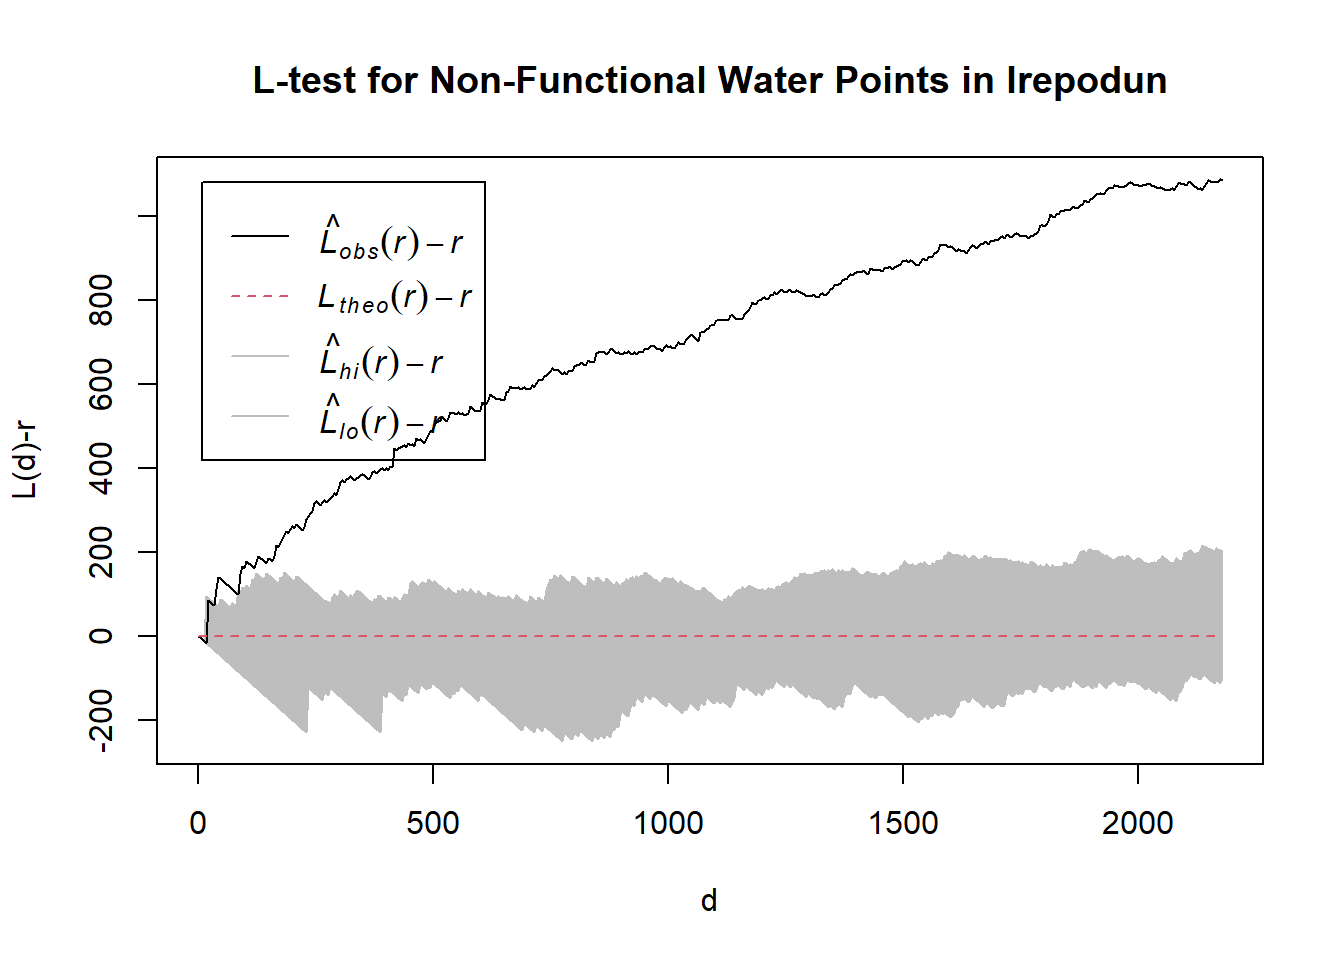 L-test for Non-Functional Water Points in Irepodun
L̂obs(r) – r
Ltheo(r) – r
L̂hi(r) – r
L̂lo(r) –
L(d)-r
800
600
400
200
0
-200
0 500 1000 1500 2000
d